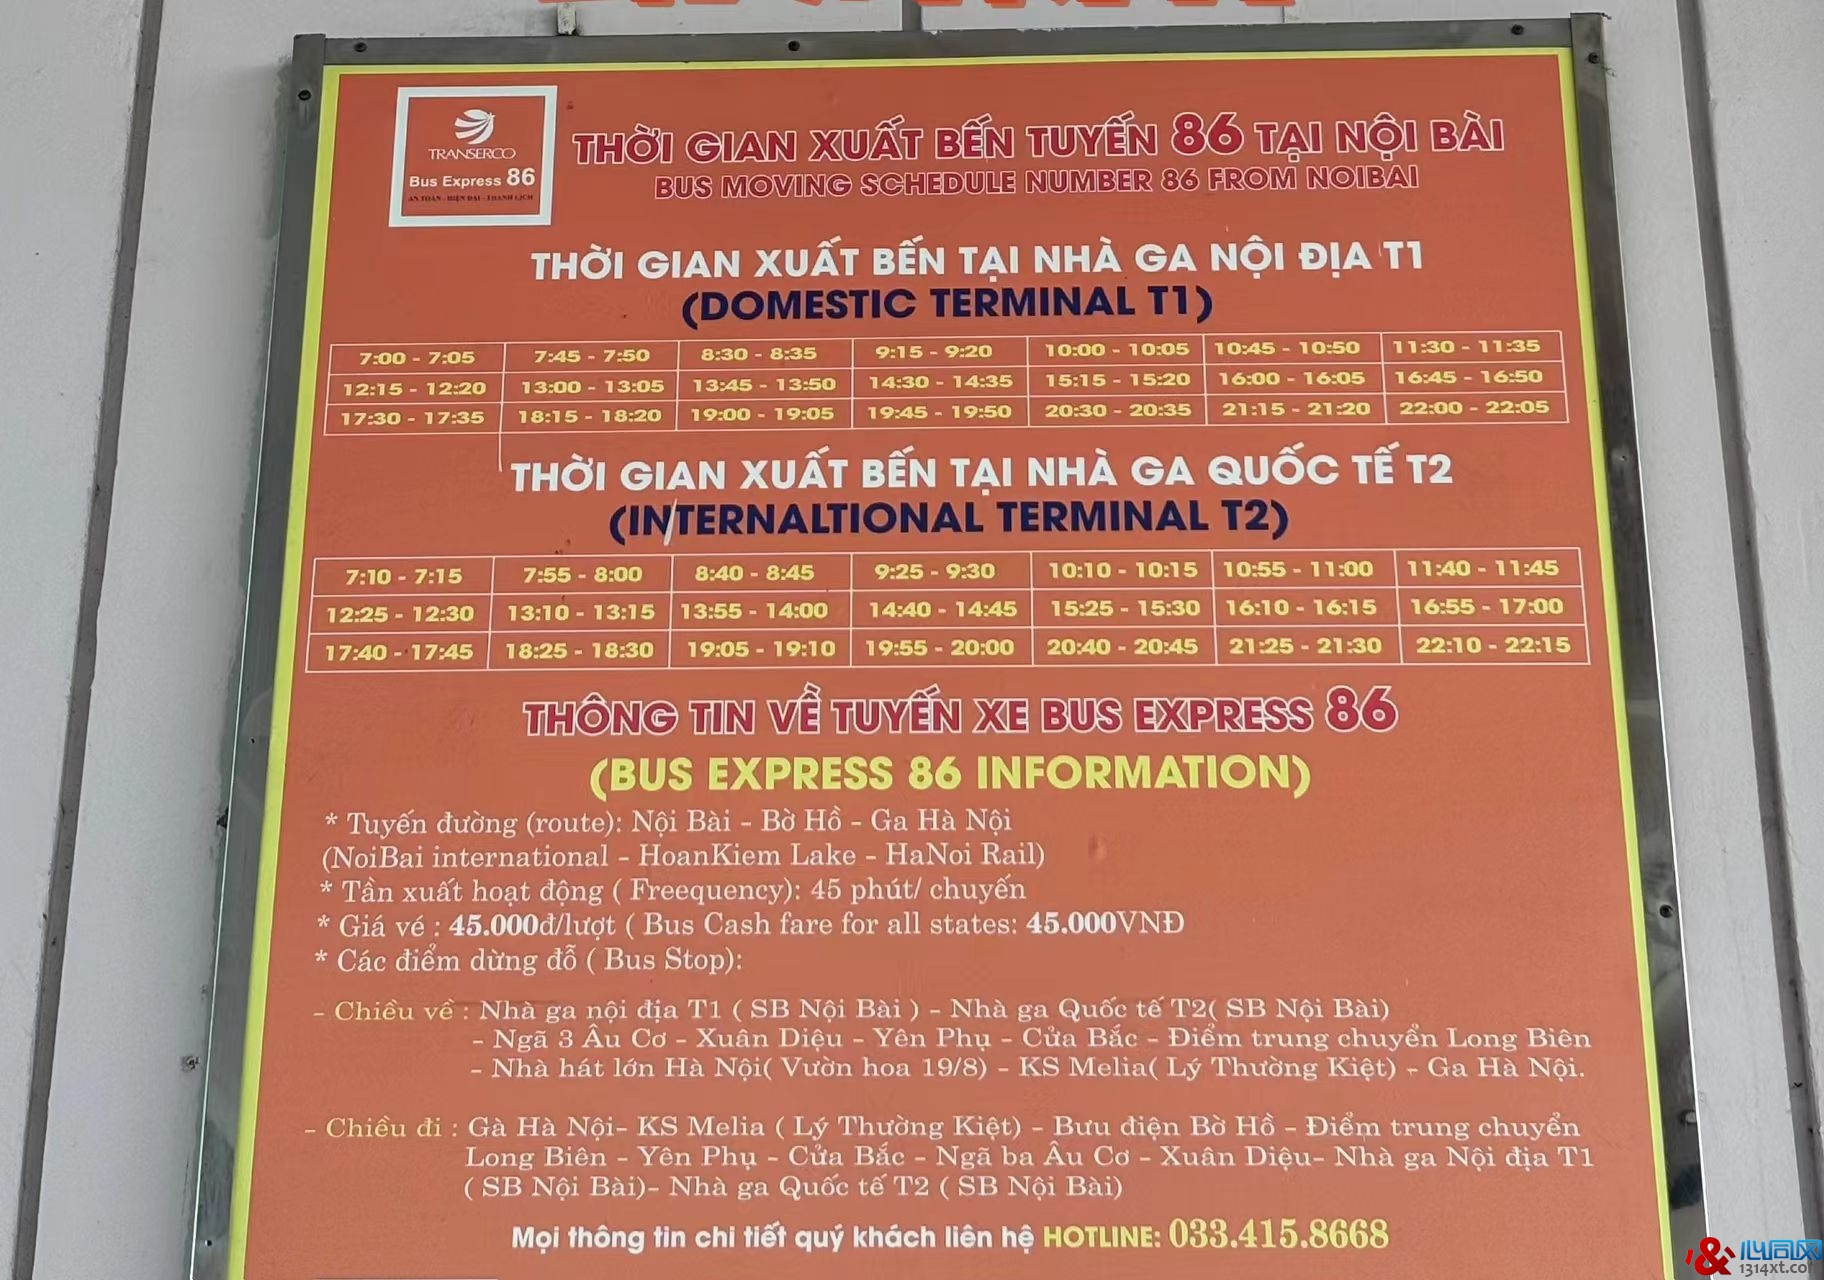 TRANSERCO
Bus Express 86
AN TOÀN - HIỆN ĐẠI - THANH LỊCH
THỜI GIAN XUẤT BẾN TUYẾN 86 TẠI NỘI BÀI
BUS MOVING SCHEDULE NUMBER 86 FROM NOIBAI
THỜI GIAN XUẤT BẾN TẠI NHÀ GA NỘI ĐỊA T1
(DOMESTIC TERMINAL T1)
7:00 - 7:05 7:45 - 7:50 8:30 - 8:35 9:15 - 9:20 10:00 - 10:05 10:45 - 10:50 11:30 - 11:35
12:15 - 12:20 13:00 - 13:05 13:45 - 13:50 14:30 - 14:35 15:15 - 15:20 16:00 - 16:05 16:45 - 16:50
17:30 - 17:35 18:15 - 18:20 19:00 - 19:05 19:45 - 19:50 20:30 - 20:35 21:15 - 21:20 22:00 - 22:05
THỜI GIAN XUẤT BẾN TẠI NHÀ GA QUỐC TẾ T2
(INTERNALTIONAL TERMINAL T2)
7:10 - 7:15 7:55 - 8:00 8:40 - 8:45 9:25 - 9:30 10:10 - 10:15 10:55 - 11:00 11:40 - 11:45
12:25 - 12:30 13:10 - 13:15 13:55 - 14:00 14:40 - 14:45 15:25 - 15:30 16:10 - 16:15 16:55 - 17:00
17:40 - 17:45 18:25 - 18:30 19:05 - 19:10 19:55 - 20:00 20:40 - 20:45 21:25 - 21:30 22:10 - 22:15
THÔNG TIN VỀ TUYẾN XE BUS EXPRESS 86
(BUS EXPRESS 86 INFORMATION)
* Tuyến đường (route): Nội Bài - Bờ Hồ - Ga Hà Nội
(NoiBai international - HoanKiem Lake - HaNoi Rail)
* Tần xuất hoạt động ( Freequency): 45 phút/ chuyến
* Giá vé : 45.000đ/lượt ( Bus Cash fare for all states: 45.000VNĐ
* Các điểm dừng đỗ ( Bus Stop):
- Chiều về : Nhà ga nội địa T1 ( SB Nội Bài ) - Nhà ga Quốc tế T2( SB Nội Bài)
- Ngã 3 Âu Cơ - Xuân Diệu - Yên Phụ - Cửa Bắc - Điểm trung chuyển Long Biên
- Nhà hát lớn Hà Nội( Vườn hoa 19/8) - KS Melia( Lý Thường Kiệt) - Ga Hà Nội.
- Chiều đi : Gà Hà Nội- KS Melia ( Lý Thường Kiệt) - Bưu điện Bờ Hồ - Điểm trung chuyển
Long Biên - Yên Phụ - Cửa Bắc - Ngã ba Âu Cơ - Xuân Diệu- Nhà ga Nội địa T1
( SB Nội Bài)- Nhà ga Quốc tế T2 ( SB Nội Bài)
Mọi thông tin chi tiết quý khách liên hệ HOTLINE: 033.415.8668
&心同网
1314xt.com